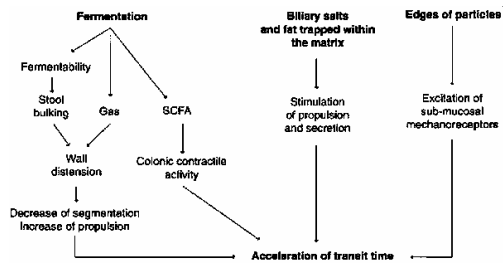 Fermentation
Biliary salts
and fat trapped within
the matrix
Edges of particles
Fermentability
Stool
bulking
Gas
SCFA
Stimulation
of propulsion
and secretion
Excitation of
sub-mucosal
mechanoreceptors
Wall
distension
Colonic contractile
activity
Decrease of segmentation
Increase of propulsion
Acceleration of transit time